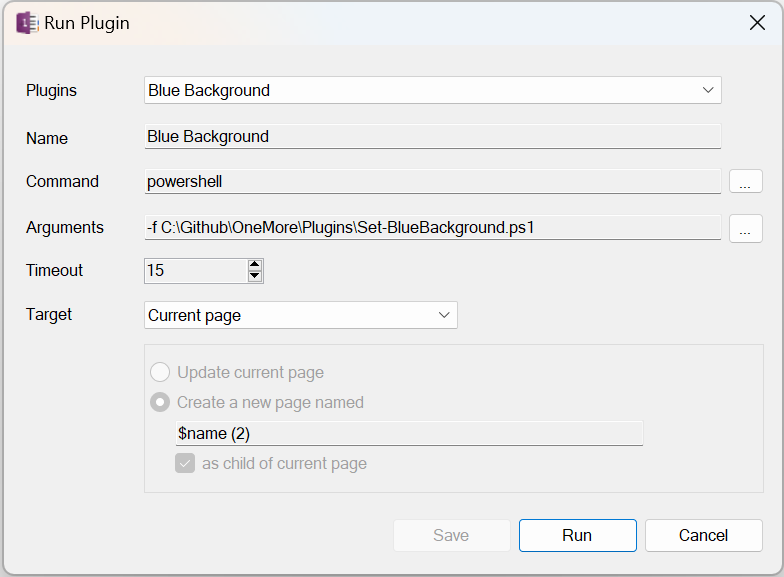 Run Plugin
Plugins Blue Background
Name Blue Background
Command powershell ...
Arguments -f C:\Github\OneMore\Plugins\Set-BlueBackground.ps1 ...
Timeout 15
Target Current page
Update current page
Create a new page named
$name (2)
as child of current page
Save Run Cancel